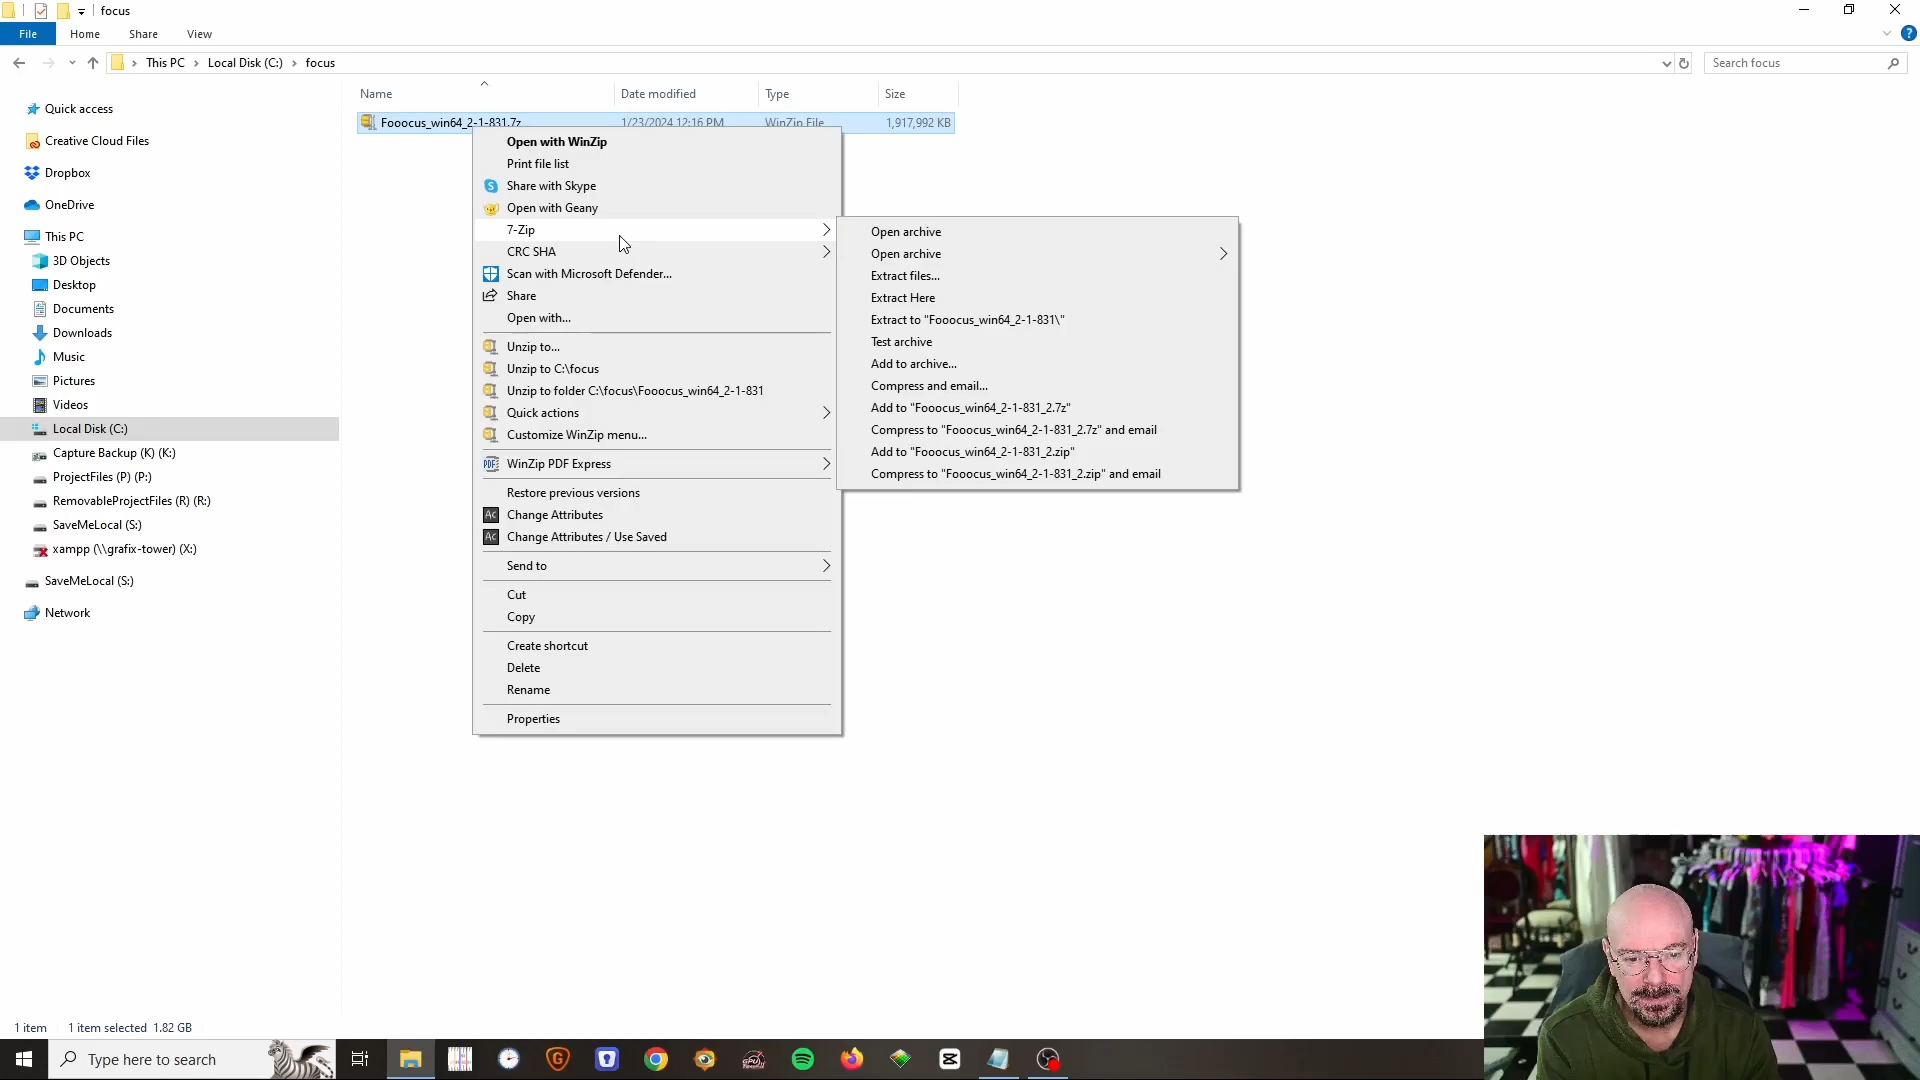 focus
File
Home
Share
View
This PC
Local Disk (C:)
focus
Search focus
Name
Date modified
Type
Size
Quick access
Creative Cloud Files
Dropbox
OneDrive
This PC
3D Objects
Desktop
Documents
Downloads
Music
Pictures
Videos
Local Disk (C:)
Capture Backup (K) (K:)
ProjectFiles (P) (P:)
RemovableProjectFiles (R) (R:)
SaveMeLocal (S:)
xampp (\\grafix-tower) (X:)
SaveMeLocal (S:)
Network
Fooocus_win64_2-1-831.7z
1/23/2024 12:16 PM
WinZip File
1,917,992 KB
Open with WinZip
Print file list
Share with Skype
Open with Geany
7-Zip
CRC SHA
Scan with Microsoft Defender...
Share
Open with...
Unzip to...
Unzip to C:\focus
Unzip to folder C:\focus\Fooocus_win64_2-1-831
Quick actions
Customize WinZip menu...
PDF
WinZip PDF Express
Restore previous versions
Ac
Change Attributes
Ac
Change Attributes / Use Saved
Send to
Cut
Copy
Create shortcut
Delete
Rename
Properties
Open archive
Open archive
Extract files...
Extract Here
Extract to "Fooocus_win64_2-1-831\"
Test archive
Add to archive...
Compress and email...
Add to "Fooocus_win64_2-1-831_2.7z"
Compress to "Fooocus_win64_2-1-831_2.7z" and email
Add to "Fooocus_win64_2-1-831_2.zip"
Compress to "Fooocus_win64_2-1-831_2.zip" and email
1 item
1 item selected 1.82 GB
Type here to search